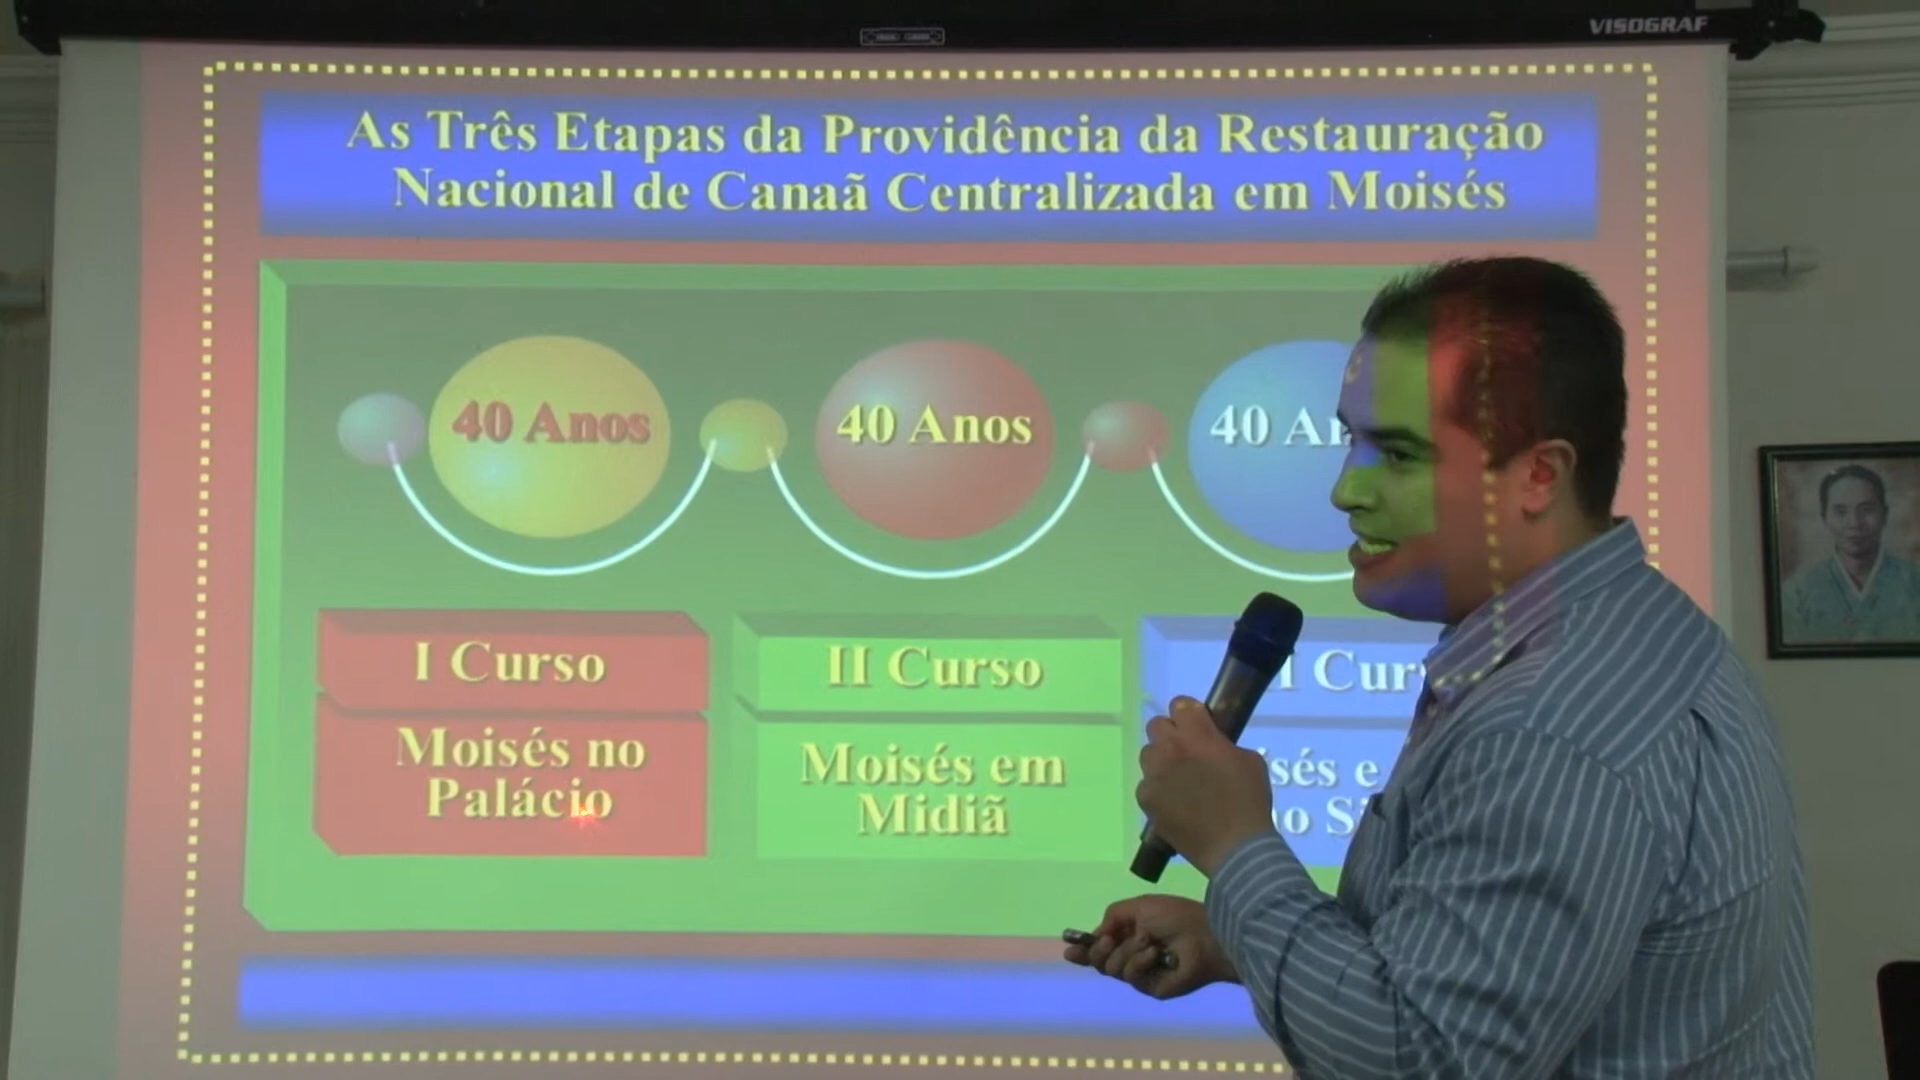 VISOGRAF
As Três Etapas da Providência da Restauração
Nacional de Canaã Centralizada em Moisés
40 Anos
40 Anos
40
I Curso
II Curso
Moisés no
Palácio
Moisés em
Midiã
e